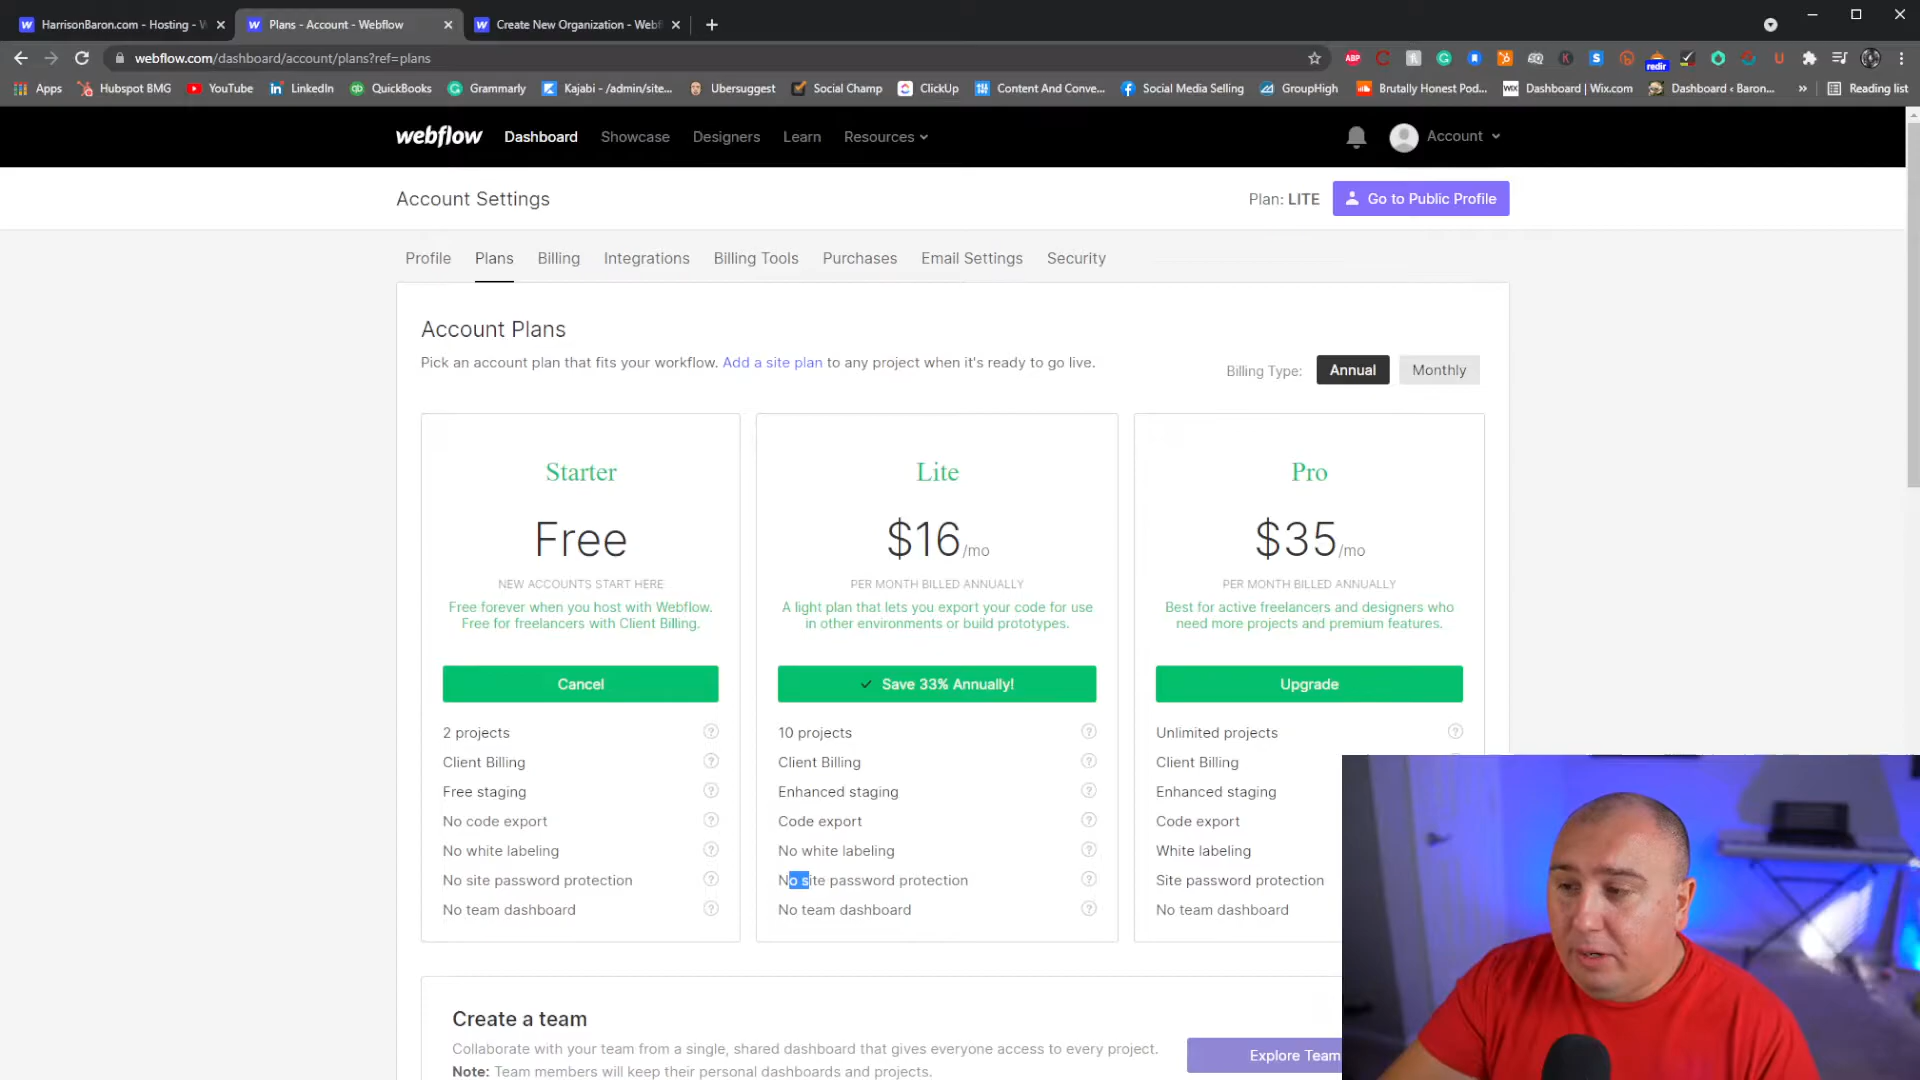 HarrisonBaron.com - Hosting - W
Plans - Account - Webflow
Create New Organization - Webf
webflow.com/dashboard/account/plans?ref=plans
Apps
Hubspot BMG
YouTube
LinkedIn
QuickBooks
Grammarly
Kajabi - /admin/site...
Ubersuggest
Social Champ
ClickUp
Content And Conve...
Social Media Selling
GroupHigh
Brutally Honest Pod...
Dashboard | Wix.com
Dashboard ‹ Baron...
»
Reading list
ABP
redir
webflow
Dashboard
Showcase
Designers
Learn
Resources
Account
Account Settings
Plan: LITE
Go to Public Profile
Profile
Plans
Billing
Integrations
Billing Tools
Purchases
Email Settings
Security
Account Plans
Pick an account plan that fits your workflow. Add a site plan to any project when it's ready to go live.
Billing Type:
Annual
Monthly
Starter
Free
NEW ACCOUNTS START HERE
Free forever when you host with Webflow.
Free for freelancers with Client Billing.
Cancel
2 projects
Client Billing
Free staging
No code export
No white labeling
No site password protection
No team dashboard
Lite
$16/mo
PER MONTH BILLED ANNUALLY
A light plan that lets you export your code for use
in other environments or build prototypes.
Save 33% Annually!
10 projects
Client Billing
Enhanced staging
Code export
No white labeling
No site password protection
No team dashboard
Pro
$35/mo
PER MONTH BILLED ANNUALLY
Best for active freelancers and designers who
need more projects and premium features.
Upgrade
Unlimited projects
Client Billing
Enhanced staging
Code export
White labeling
Site password protection
No team dashboard
Create a team
Collaborate with your team from a single, shared dashboard that gives everyone access to every project.
Note: Team members will keep their personal dashboards and projects.
Explore Team